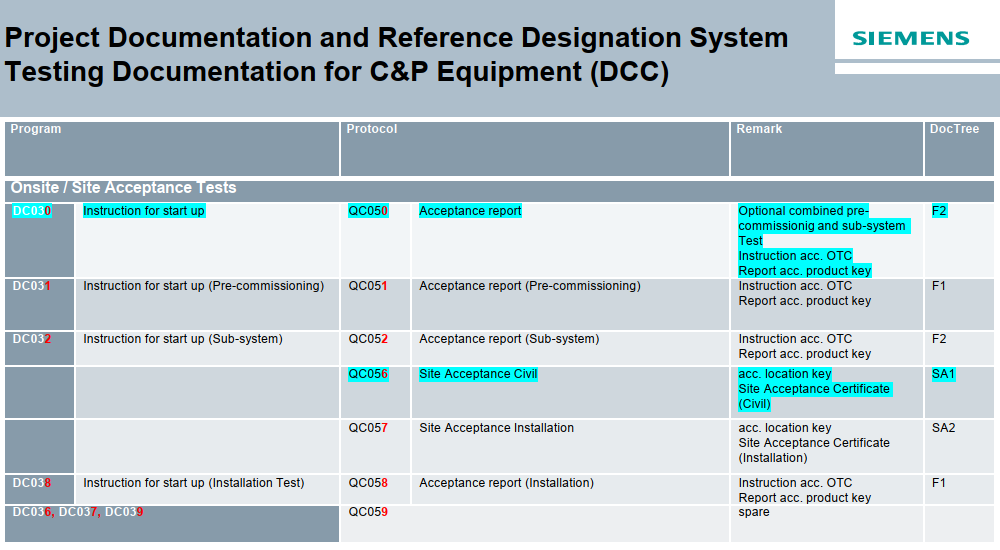 Project Documentation and Reference Designation System
Testing Documentation for C&P Equipment (DCC)
SIEMENS
Program Protocol Remark DocTree
Onsite / Site Acceptance Tests
DC030 Instruction for start up QC050 Acceptance report Optional combined pre-
commissionig and sub-system
Test
Instruction acc. OTC
Report acc. product key
F2
DC031 Instruction for start up (Pre-commissioning) QC051 Acceptance report (Pre-commissioning) Instruction acc. OTC
Report acc. product key
F1
DC032 Instruction for start up (Sub-system) QC052 Acceptance report (Sub-system) Instruction acc. OTC
Report acc. product key
F2
QC056 Site Acceptance Civil acc. location key
Site Acceptance Certificate
(Civil)
SA1
QC057 Site Acceptance Installation acc. location key
Site Acceptance Certificate
(Installation)
SA2
DC038 Instruction for start up (Installation Test) QC058 Acceptance report (Installation) Instruction acc. OTC
Report acc. product key
F1
DC036, DC037, DC039 QC059 spare